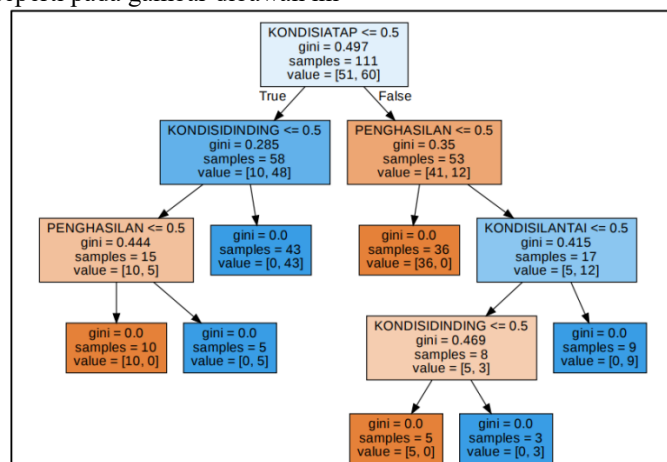 KONDISIATAP <= 0.5
gini = 0.497
samples = 111
value = [51, 60]
True
False
KONDISIDINDING <= 0.5
gini = 0.285
samples = 58
value = [10, 48]
PENGHASILAN <= 0.5
gini = 0.35
samples = 53
value = [41, 12]
PENGHASILAN <= 0.5
gini = 0.444
samples = 15
value = [10, 5]
gini = 0.0
samples = 43
value = [0, 43]
gini = 0.0
samples = 36
value = [36, 0]
KONDISILANTAI <= 0.5
gini = 0.415
samples = 17
value = [5, 12]
gini = 0.0
samples = 10
value = [10, 0]
gini = 0.0
samples = 5
value = [0, 5]
KONDISIDINDING <= 0.5
gini = 0.469
samples = 8
value = [5, 3]
gini = 0.0
samples = 9
value = [0, 9]
gini = 0.0
samples = 5
value = [5, 0]
gini = 0.0
samples = 3
value = [0, 3]